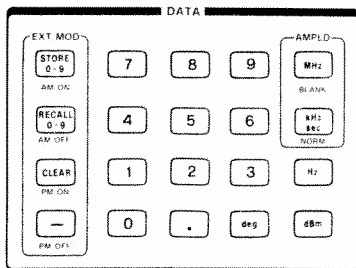 DATA
EXT MOD
AMPLD
STORE
0-9
7
8
9
MHz
AM ON
BLANK
RECALL
0-9
4
5
6
kHz
sec
AM OFF
NORM
CLEAR
1
2
3
Hz
PM ON
—
0
.
deg
dBm
PM OFF